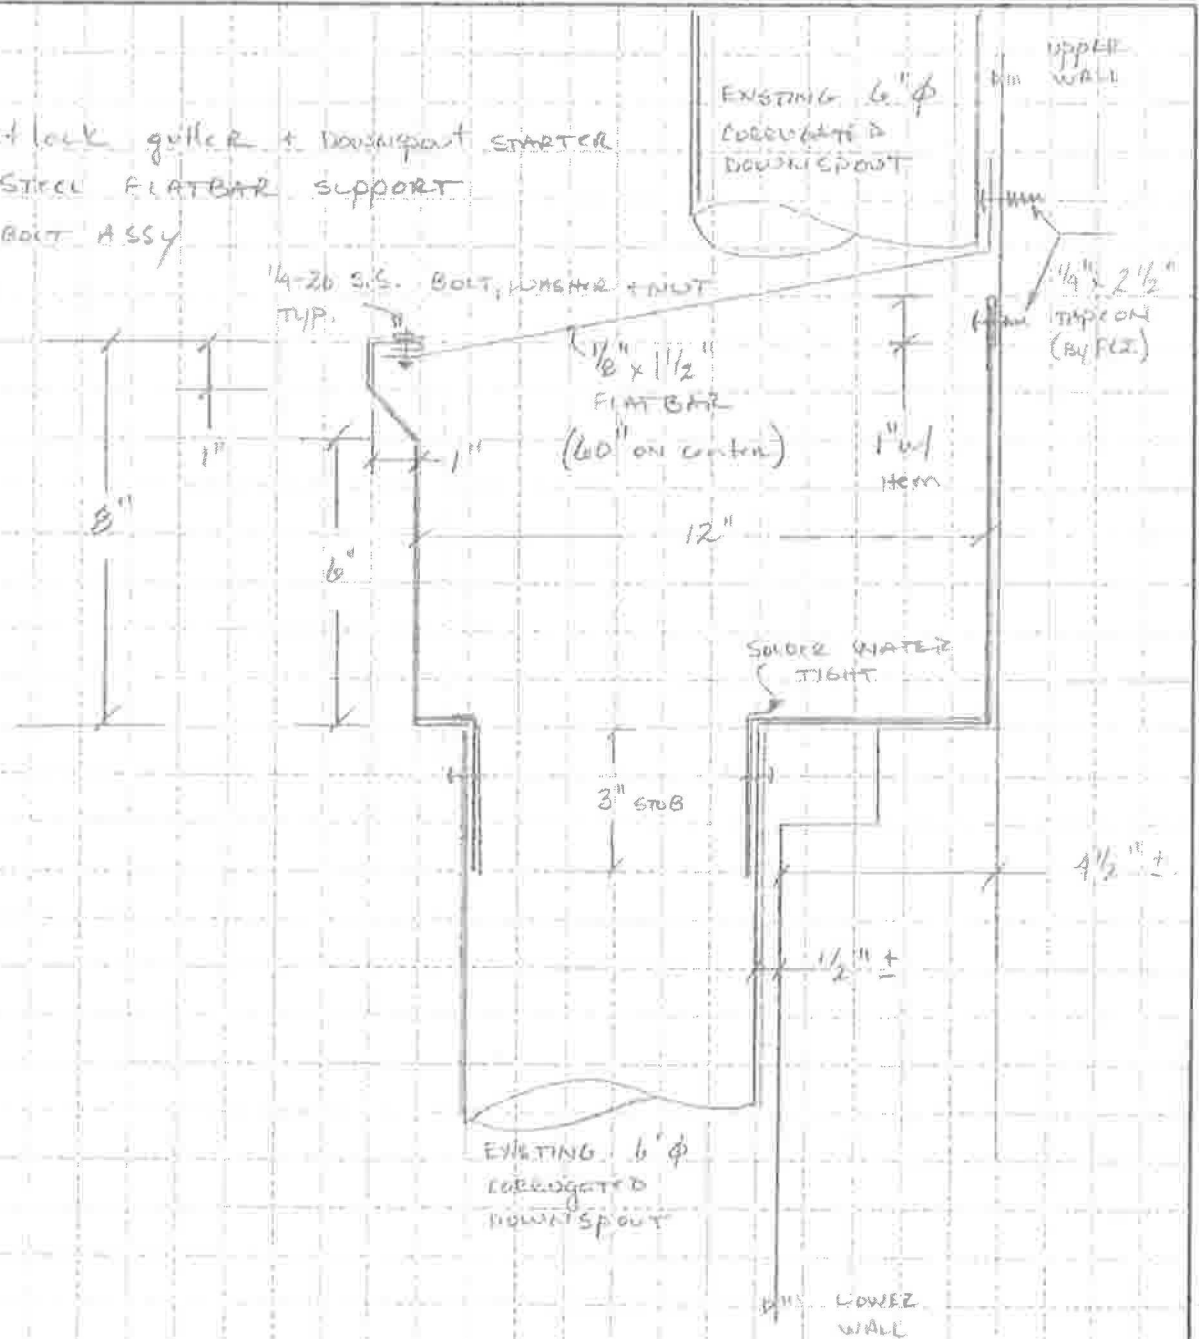 UPPER
WALL
EXISTING 6"ϕ
CORRUGATED
DOWNSPOUT
lock gutter + DOWNSPOUT STARTER
STEEL FLATBAR SUPPORT
BOLT ASSY
1/4-20 S.S. BOLT, WASHER + NUT
TYP.
1/4" x 2 1/2"
TAPCON
1/8" x 1 1/2"
FLATBAR
(60" ON center)
1"
1"
1" w/
Hem
8"
6"
12"
SOLDER WATER
TIGHT
3" STUB
4 1/2" ±
1/2" ±
EXISTING 6"ϕ
CORRUGATED
DOWNSPOUT
LOWER
WALL